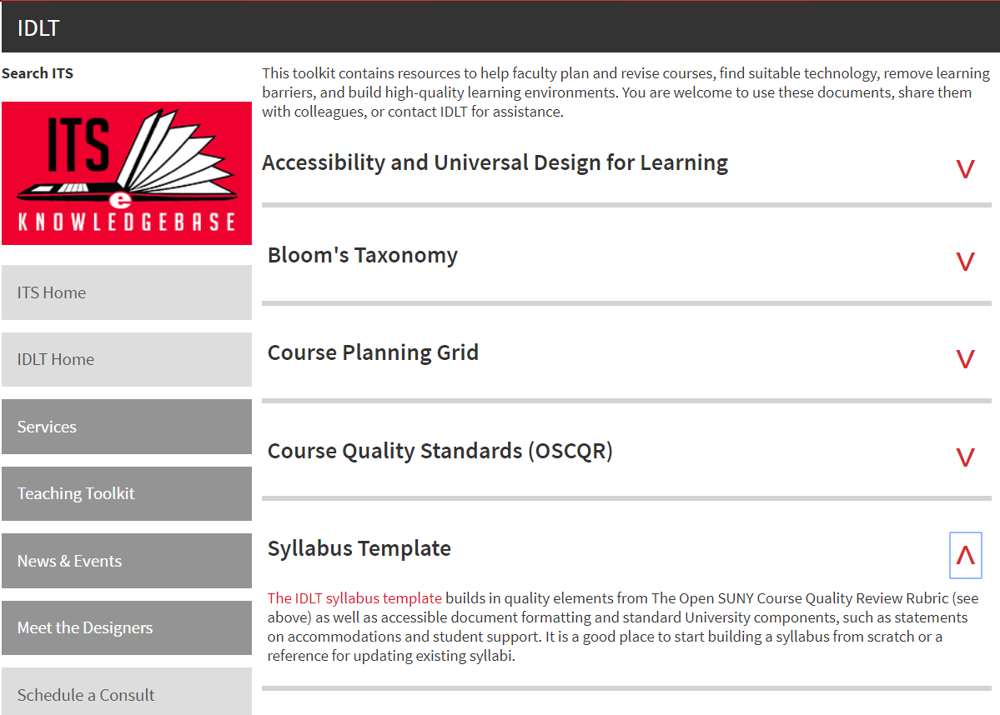 IDLT
Search ITS
ITS
e
KNOWLEDGEBASE
ITS Home
IDLT Home
Services
Teaching Toolkit
News & Events
Meet the Designers
Schedule a Consult
This toolkit contains resources to help faculty plan and revise courses, find suitable technology, remove learning
barriers, and build high-quality learning environments. You are welcome to use these documents, share them
with colleagues, or contact IDLT for assistance.
Accessibility and Universal Design for Learning
Bloom's Taxonomy
Course Planning Grid
Course Quality Standards (OSCQR)
Syllabus Template
The IDLT syllabus template builds in quality elements from The Open SUNY Course Quality Review Rubric (see
above) as well as accessible document formatting and standard University components, such as statements
on accommodations and student support. It is a good place to start building a syllabus from scratch or a
reference for updating existing syllabi.